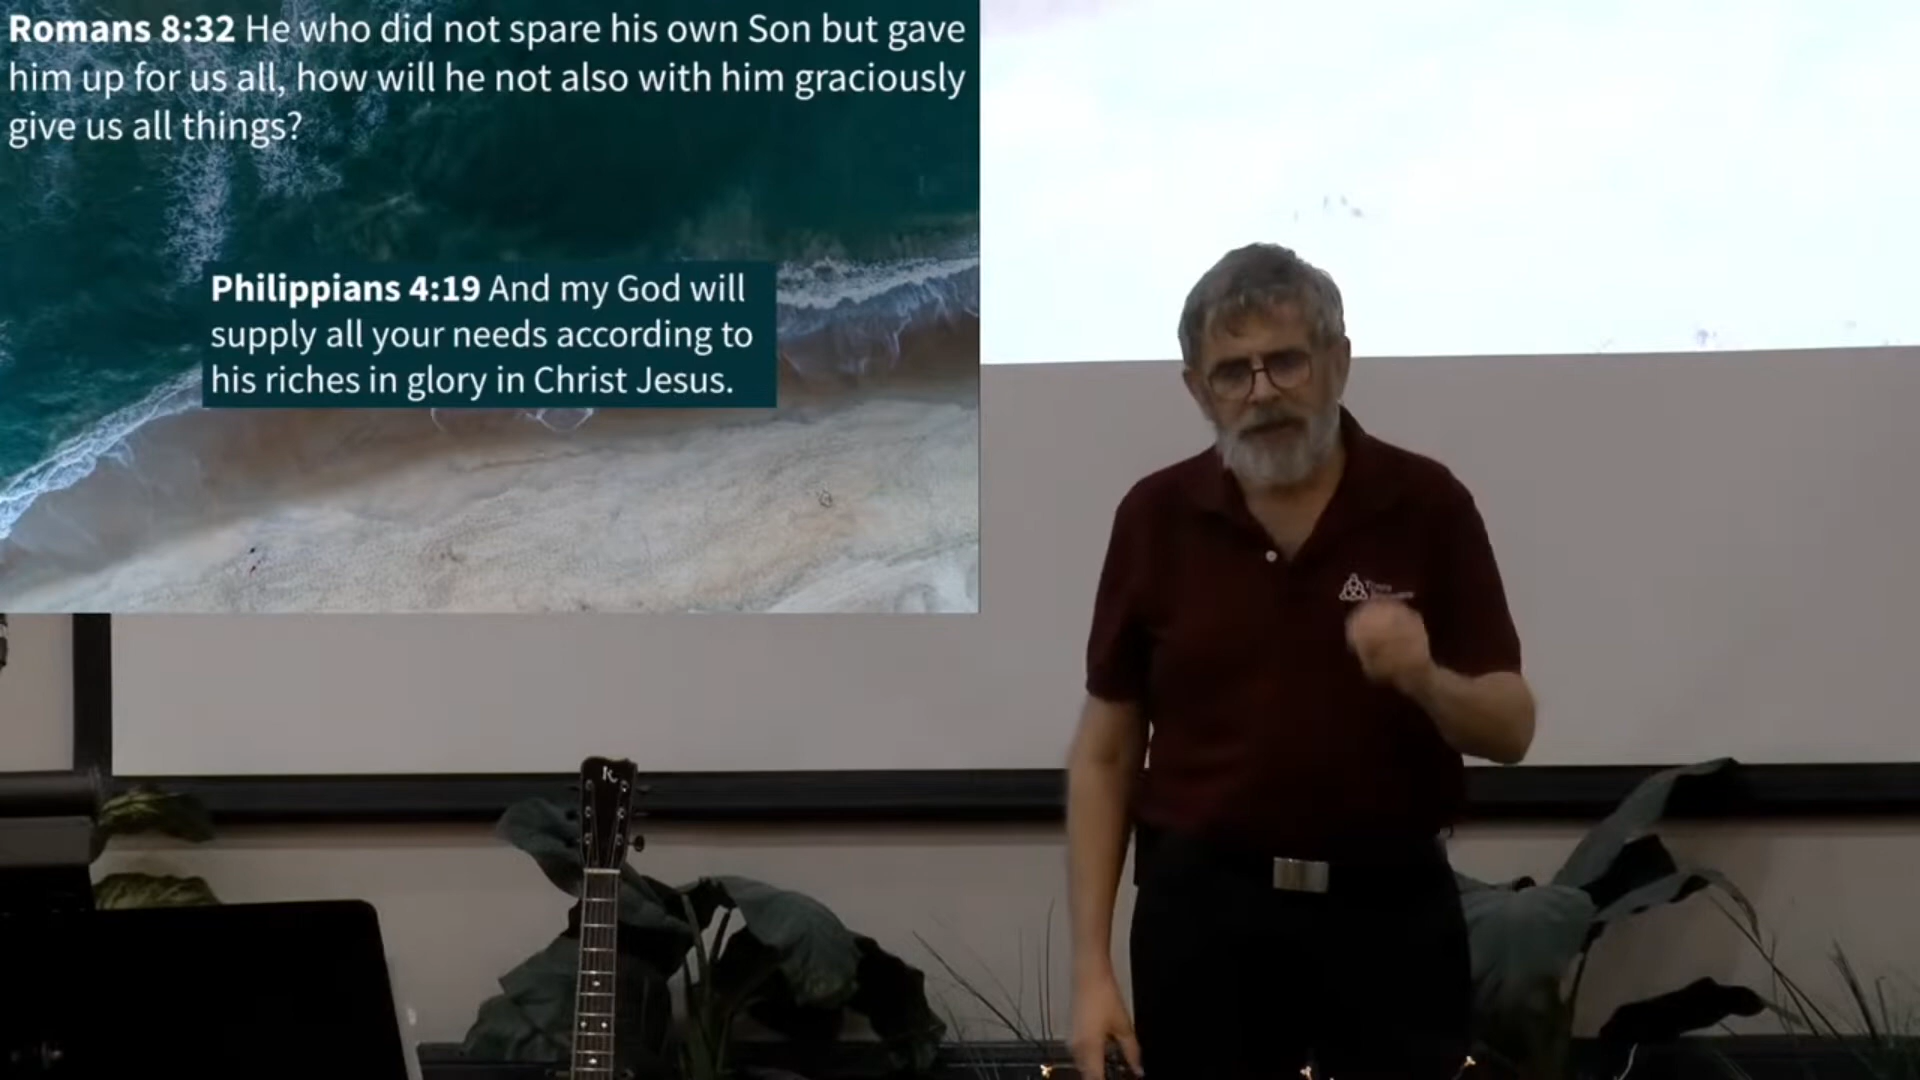 Romans 8:32 He who did not spare his own Son but gave
him up for us all, how will he not also with him graciously
give us all things?
Philippians 4:19 And my God will
supply all your needs according to
his riches in glory in Christ Jesus.